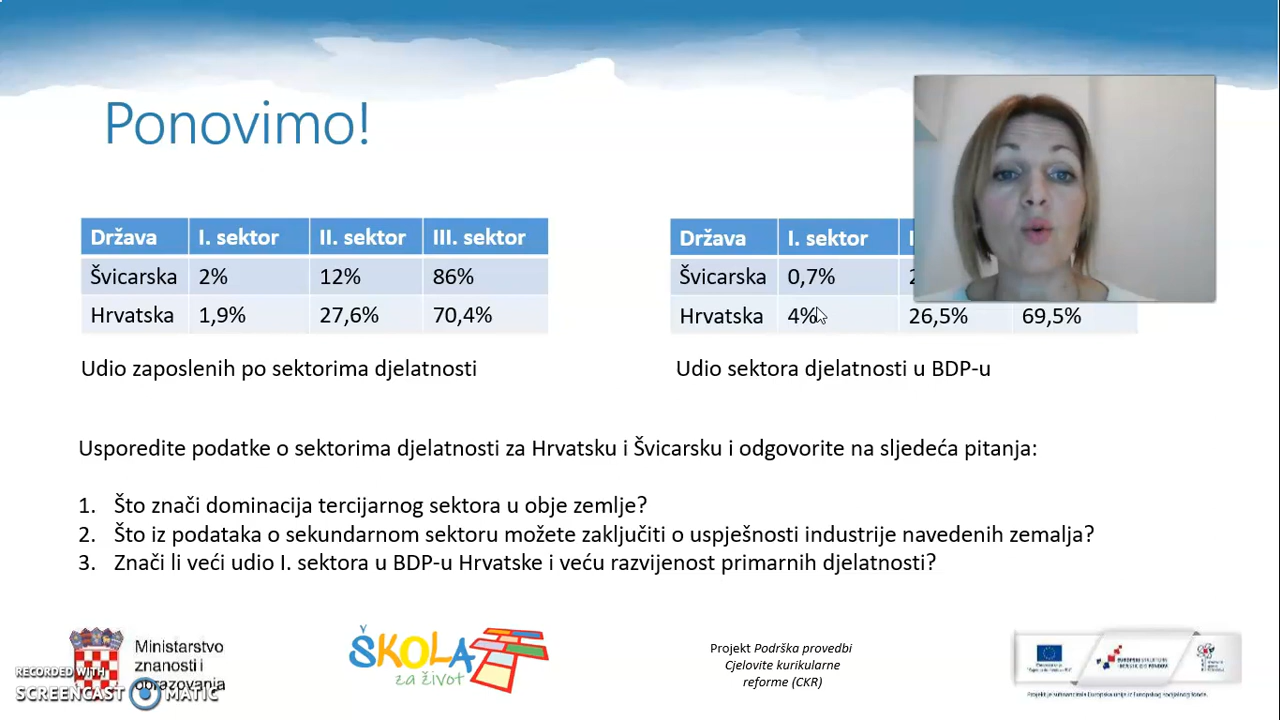 Ponovimo!
Država I. sektor II. sektor III. sektor
Švicarska 2% 12% 86%
Hrvatska 1,9% 27,6% 70,4%
Udio zaposlenih po sektorima djelatnosti
Država I. sektor
Švicarska 0,7%
Hrvatska 4% 26,5% 69,5%
Udio sektora djelatnosti u BDP-u
Usporedite podatke o sektorima djelatnosti za Hrvatsku i Švicarsku i odgovorite na sljedeća pitanja:
1. Što znači dominacija tercijarnog sektora u obje zemlje?
2. Što iz podataka o sekundarnom sektoru možete zaključiti o uspješnosti industrije navedenih zemalja?
3. Znači li veći udio I. sektora u BDP-u Hrvatske i veću razvijenost primarnih djelatnosti?
Ministarstvo
znanosti i
obrazovanja
RECORDED WITH
SCREENCAST MATIC
ŠKOLA
za život
Projekt Podrška provedbi
Cjelovite kurikularne
reforme (CKR)